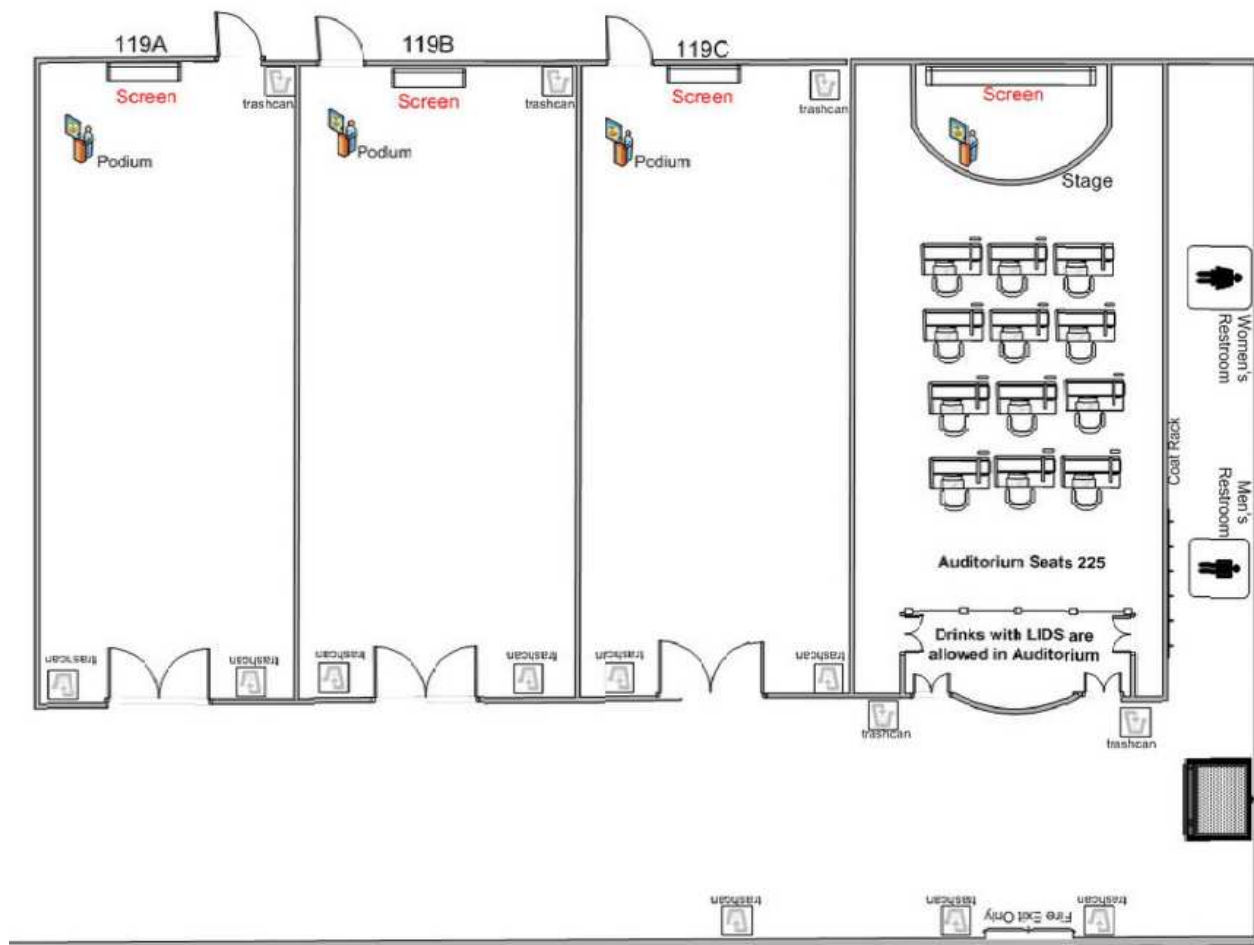 119A
119B
119C
Screen
Screen
Screen
Screen
trashcan
trashcan
trashcan
Podium
Podium
Podium
Stage
Women's
Restroom
Coat Rack
Men's
Restroom
Auditorium Seats 225
Drinks with LIDS are
allowed in Auditorium
trashcan
trashcan
trashcan
trashcan
trashcan
trashcan
trashcan
trashcan
trashcan
trashcan
Fire Exit Only
trashcan